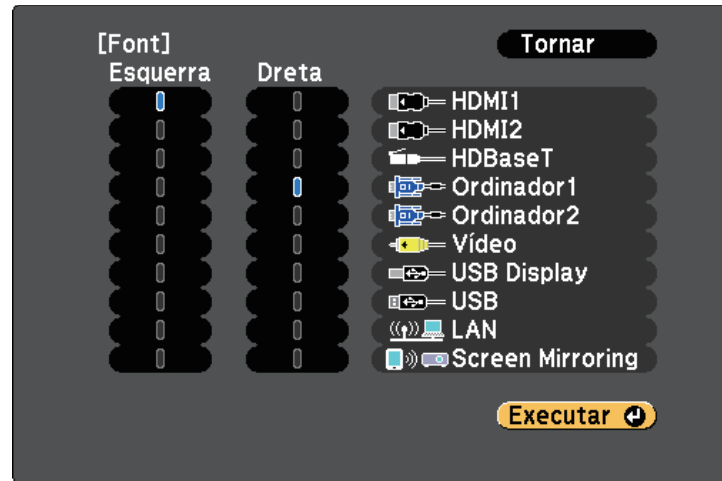 [Font]
Tornar
Esquerra Dreta
HDMI1
HDMI2
HDBaseT
Ordinador1
Ordinador2
Vídeo
USB Display
USB
LAN
Screen Mirroring
Executar